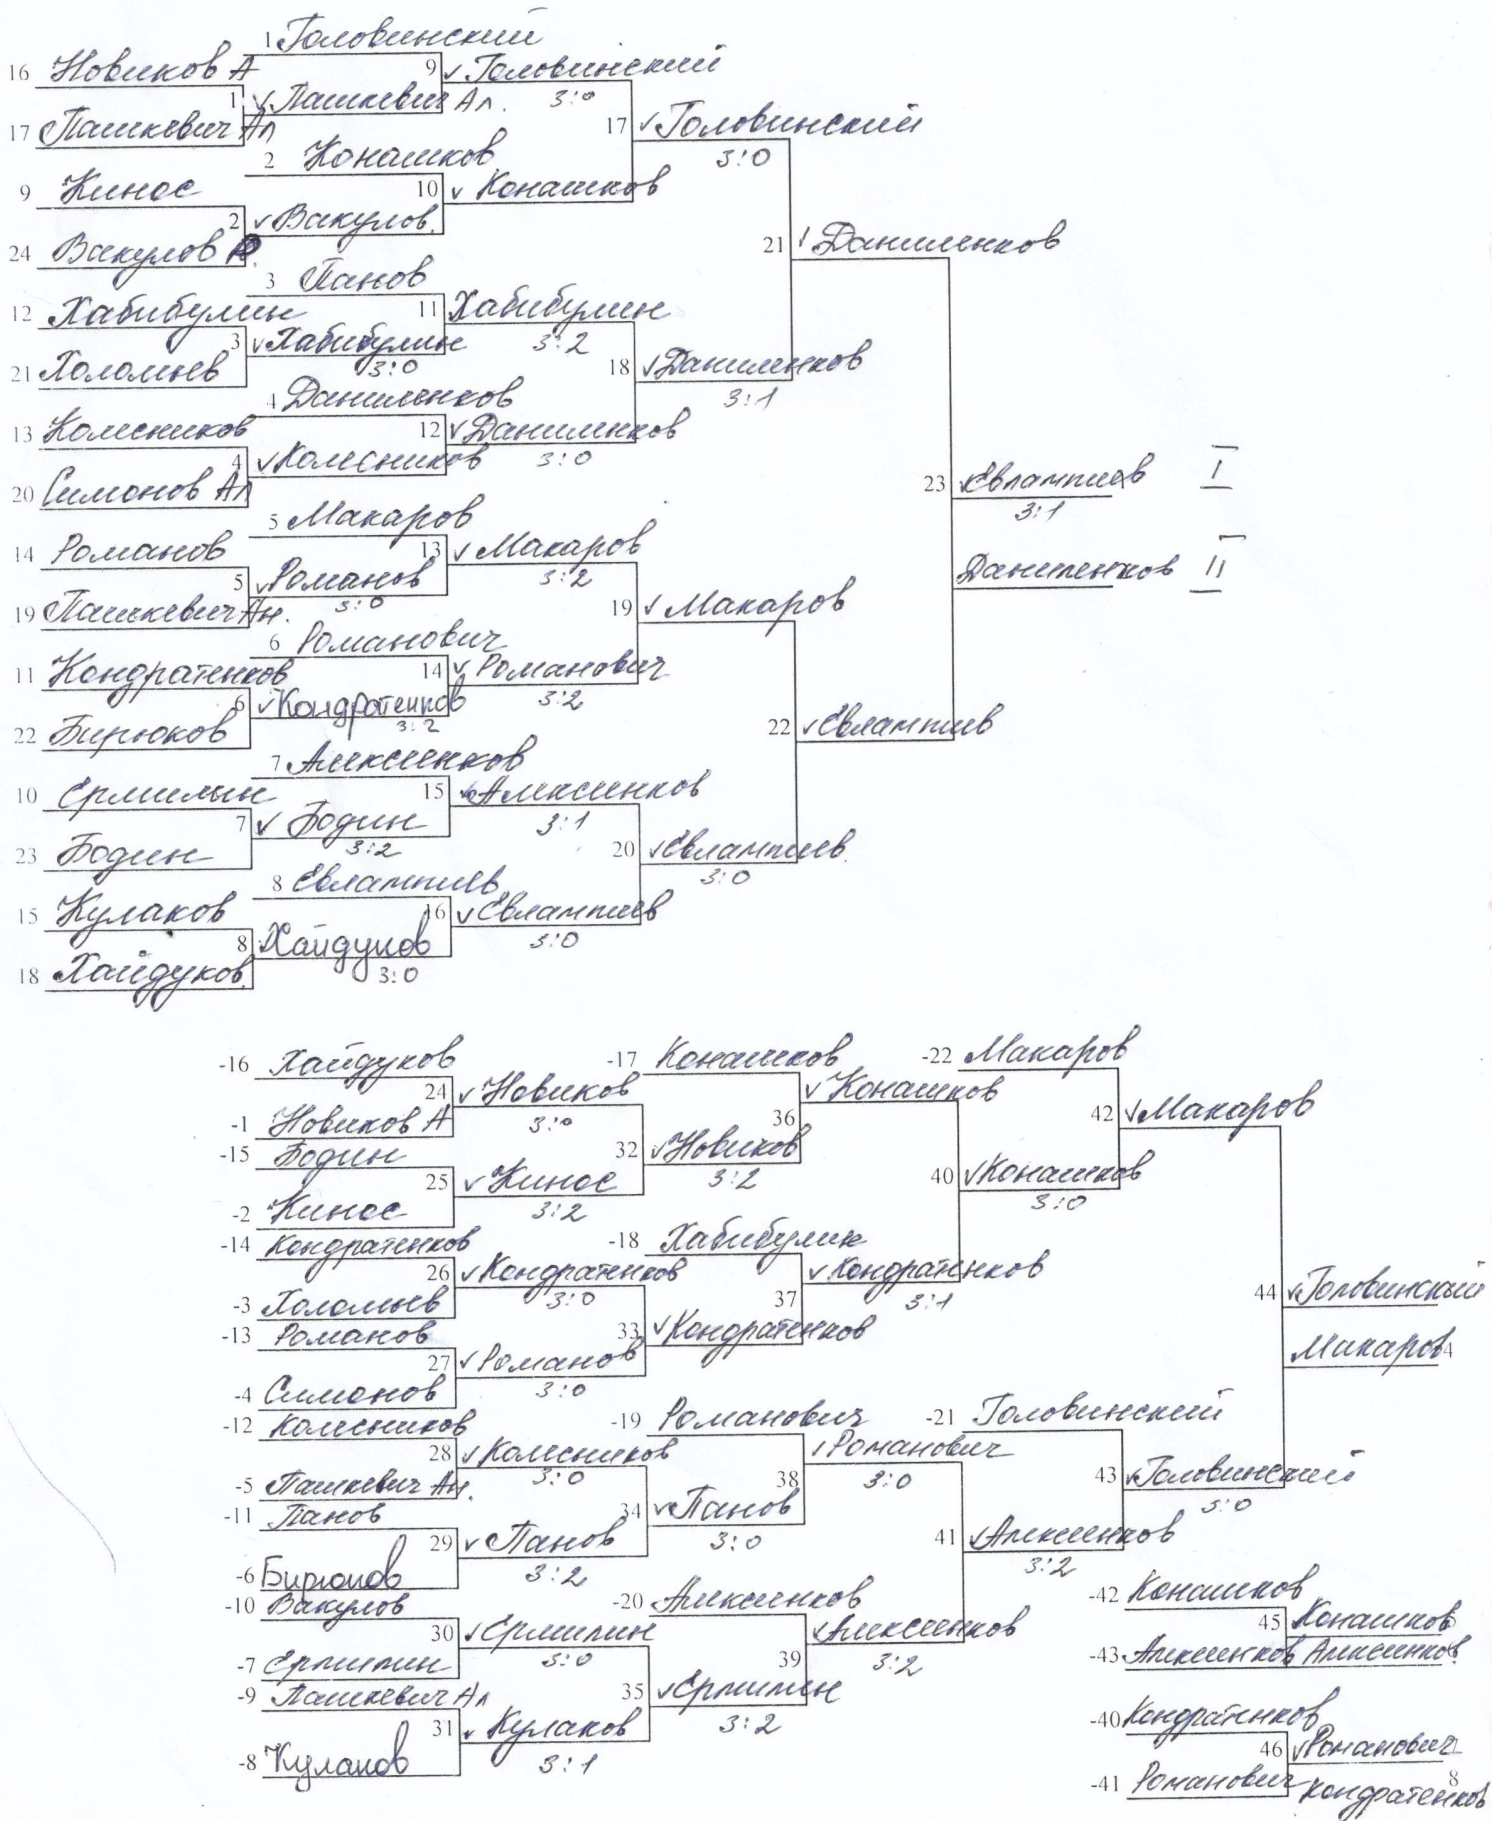 1 Головинский
16 Новиков А
9 ✓Головинский
3:0
1 ✓Пашкевич Ал.
17 Пашкевич Ал
17 ✓Головинский
3:0
2 Конашков
9 Кинос
10 ✓ Конашков
2 ✓Вакулов.
24 Вакулов
21 ✓Даниленков
3 Панов
12 Хабибулин
11 Хабибулин
3:2
3 ✓Хабибулин
3:0
21 Холомьев
18 ✓Даниленков
3:1
4 Даниленков
13 Колесников
12 ✓Даниленков
3:0
4 ✓Колесников
20 Симонов Ал
23 ✓Евлампиев I
3:1
5 Макаров
14 Романов
13 ✓ Макаров
3:2
5 ✓Романов
3:0
Даниленков II
19 Пашкевич Ан.
19 ✓ Макаров
6 Романович
11 Кондратенков
14 ✓ Романович
3:2
6 ✓Кондратенков
3:2
22 Бирюков
22 ✓Евлампиев
7 Алексеенков
10 Ермилин
15 ✓Алексеенков
3:1
7 ✓ Бодин
3:2
23 Бодин
20 ✓Евлампиев.
3:0
8 Евлампиев
15 Кулаков
16 ✓Евлампиев
3:0
8 Хайдуков
3:0
18 Хайдуков.
-16 Хайдуков
-17 Конашков
-22 Макаров
24 ✓Новиков
3:0
✓Конашков
-1 Новиков А
36
42 ✓Макаров
-15 Бодин
32 ✓Новиков
3:2
25 ✓Кинос
3:2
40 ✓Конашков
3:0
-2 Кинос
-14 Кондратенков
-18 Хабибулин
26 ✓Кондратенков
3:0
✓Кондратенков
3:1
-3 Холомьев
37
44 ✓Головинский
-13 Романов
33 ✓Кондратенков
27 ✓Романов
3:0
Макаров 4
-4 Симонов
-12 Колесников
-19 Романович
-21 Головинский
28 ✓Колесников
3:0
✓Романович
3:0
-5 Пашкевич Ан.
38
43 ✓Головинский
3:0
-11 Панов
34 ✓Панов
3:0
29 ✓ Панов
3:2
41 ✓Алексеенков
3:2
-6 Бирюков
-10 Вакулов
-20 Алексеенков
-42 Конашков
30 ✓Ермилин
3:0
✓Алексеенков
3:2
45 Конашков
-7 Ермилин
39
-43 Алексеенков Алексеенков
-9 Пашкевич Ал
35 ✓Ермилин
3:2
31 ✓ Кулаков
3:1
-40 Кондратенков
-8 Кулаков
46 ✓Романович
-41 Романович
8
Кондратенков